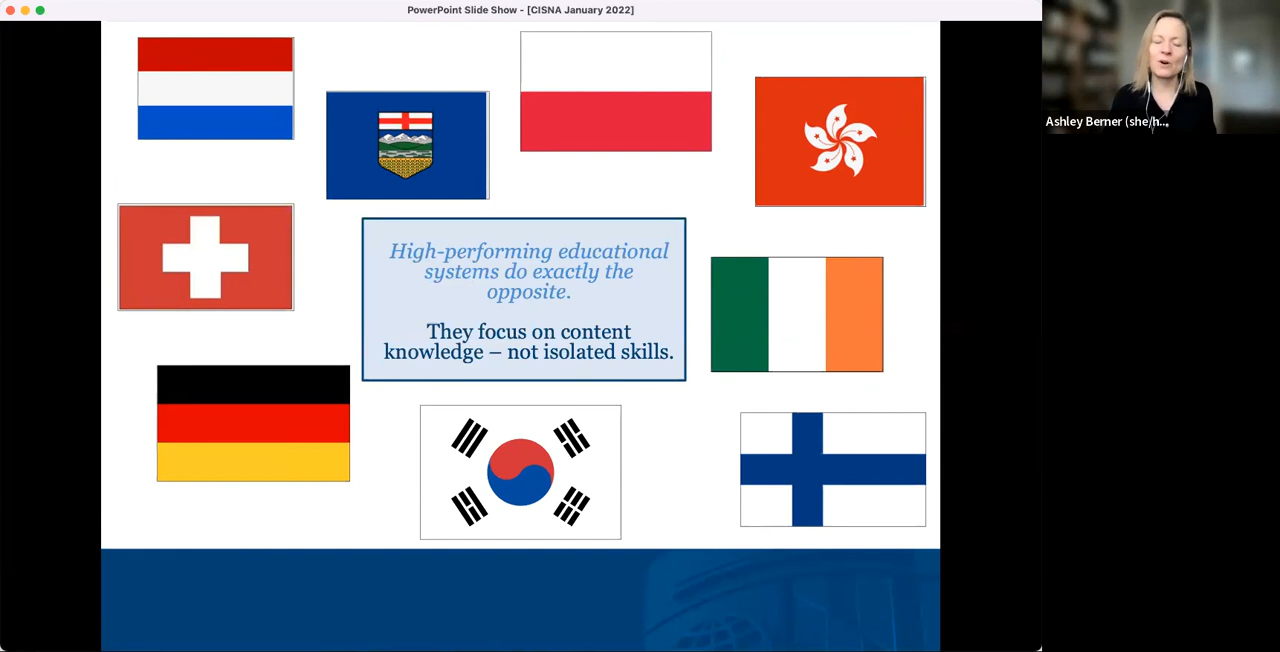 PowerPoint Slide Show - [CISNA January 2022]
Ashley Berner (she/h...
High-performing educational
systems do exactly the
opposite.
They focus on content
knowledge – not isolated skills.